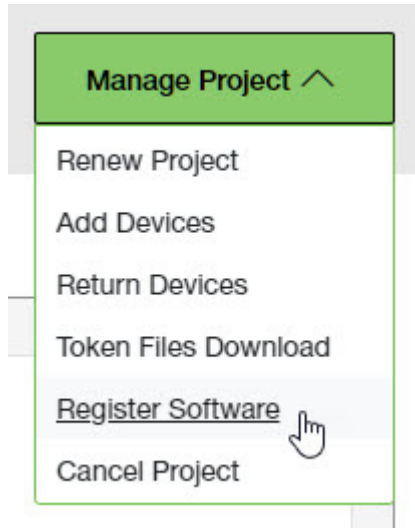 Manage Project
Renew Project
Add Devices
Return Devices
Token Files Download
Register Software
Cancel Project